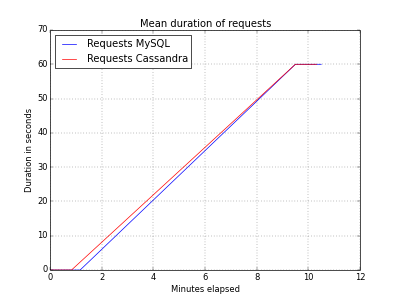 Mean duration of requests
Requests MySQL
Requests Cassandra
Duration in seconds
70
60
50
40
30
20
10
0
0 2 4 6 8 10 12
Minutes elapsed